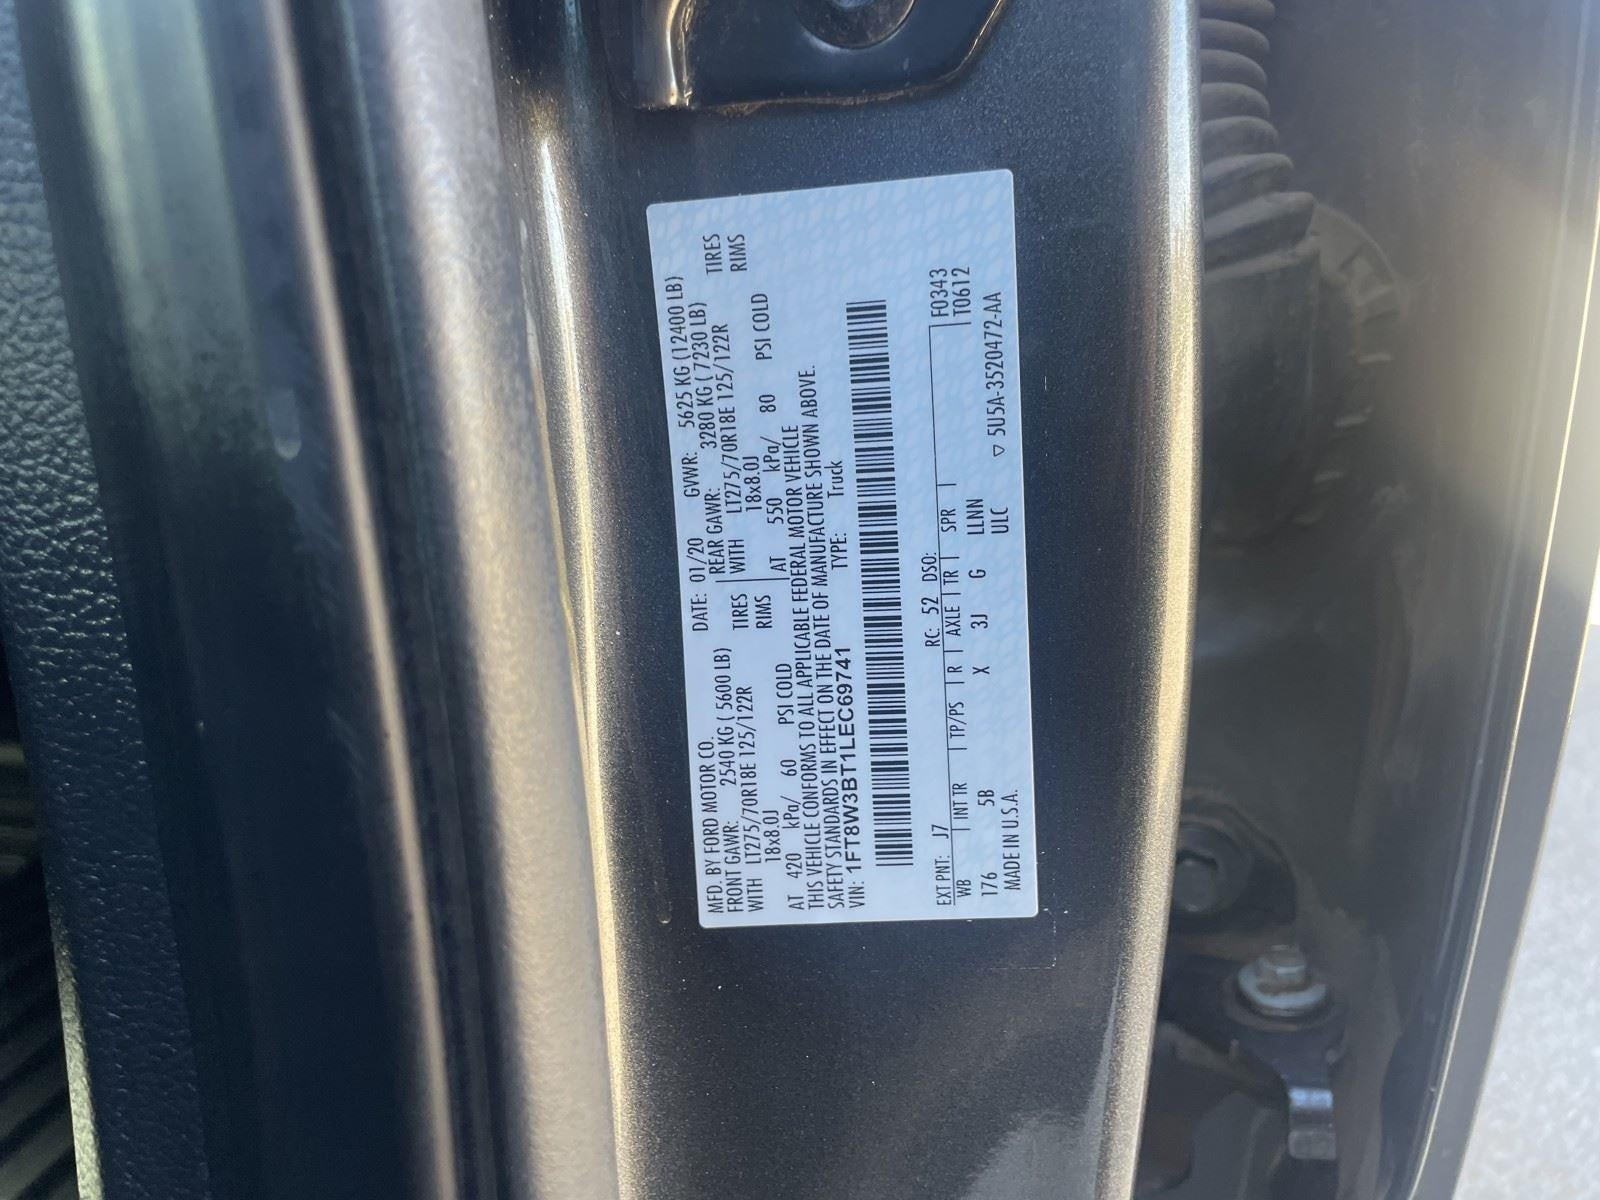 MFD. BY FORD MOTOR CO.
DATE: 01/20 GVWR: 5625 KG (12400 LB)
FRONT GAWR: 2540 KG ( 5600 LB) REAR GAWR: 3280 KG ( 7230 LB)
WITH LT275/70R18E 125/122R TIRES WITH LT275/70R18E 125/122R TIRES
18x8.0J RIMS 18x8.0J RIMS
AT 420 kPa/ 60 PSI COLD AT 550 kPa/ 80 PSI COLD
THIS VEHICLE CONFORMS TO ALL APPLICABLE FEDERAL MOTOR VEHICLE
SAFETY STANDARDS IN EFFECT ON THE DATE OF MANUFACTURE SHOWN ABOVE.
VIN: 1FT8W3BT1LEC69741 TYPE: Truck
EXT PNT: J7 RC: 52 DSO: F0343
WB INT TR TP/PS R AXLE TR SPR T0612
176 5B X 3J G LLNN
MADE IN U.S.A. ULC ▽ 5U5A-3520472-AA